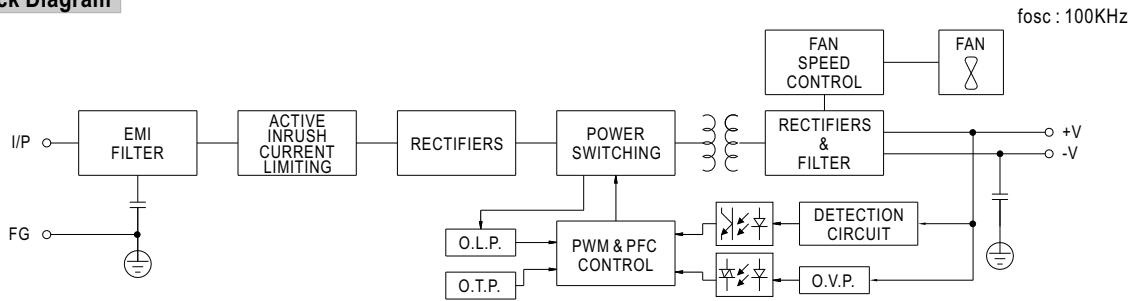 ck Diagram
fosc : 100KHz
FAN
SPEED
CONTROL
FAN
I/P
EMI
FILTER
ACTIVE
INRUSH
CURRENT
LIMITING
RECTIFIERS
POWER
SWITCHING
RECTIFIERS
&
FILTER
+V
-V
FG
O.L.P.
O.T.P.
PWM & PFC
CONTROL
DETECTION
CIRCUIT
O.V.P.